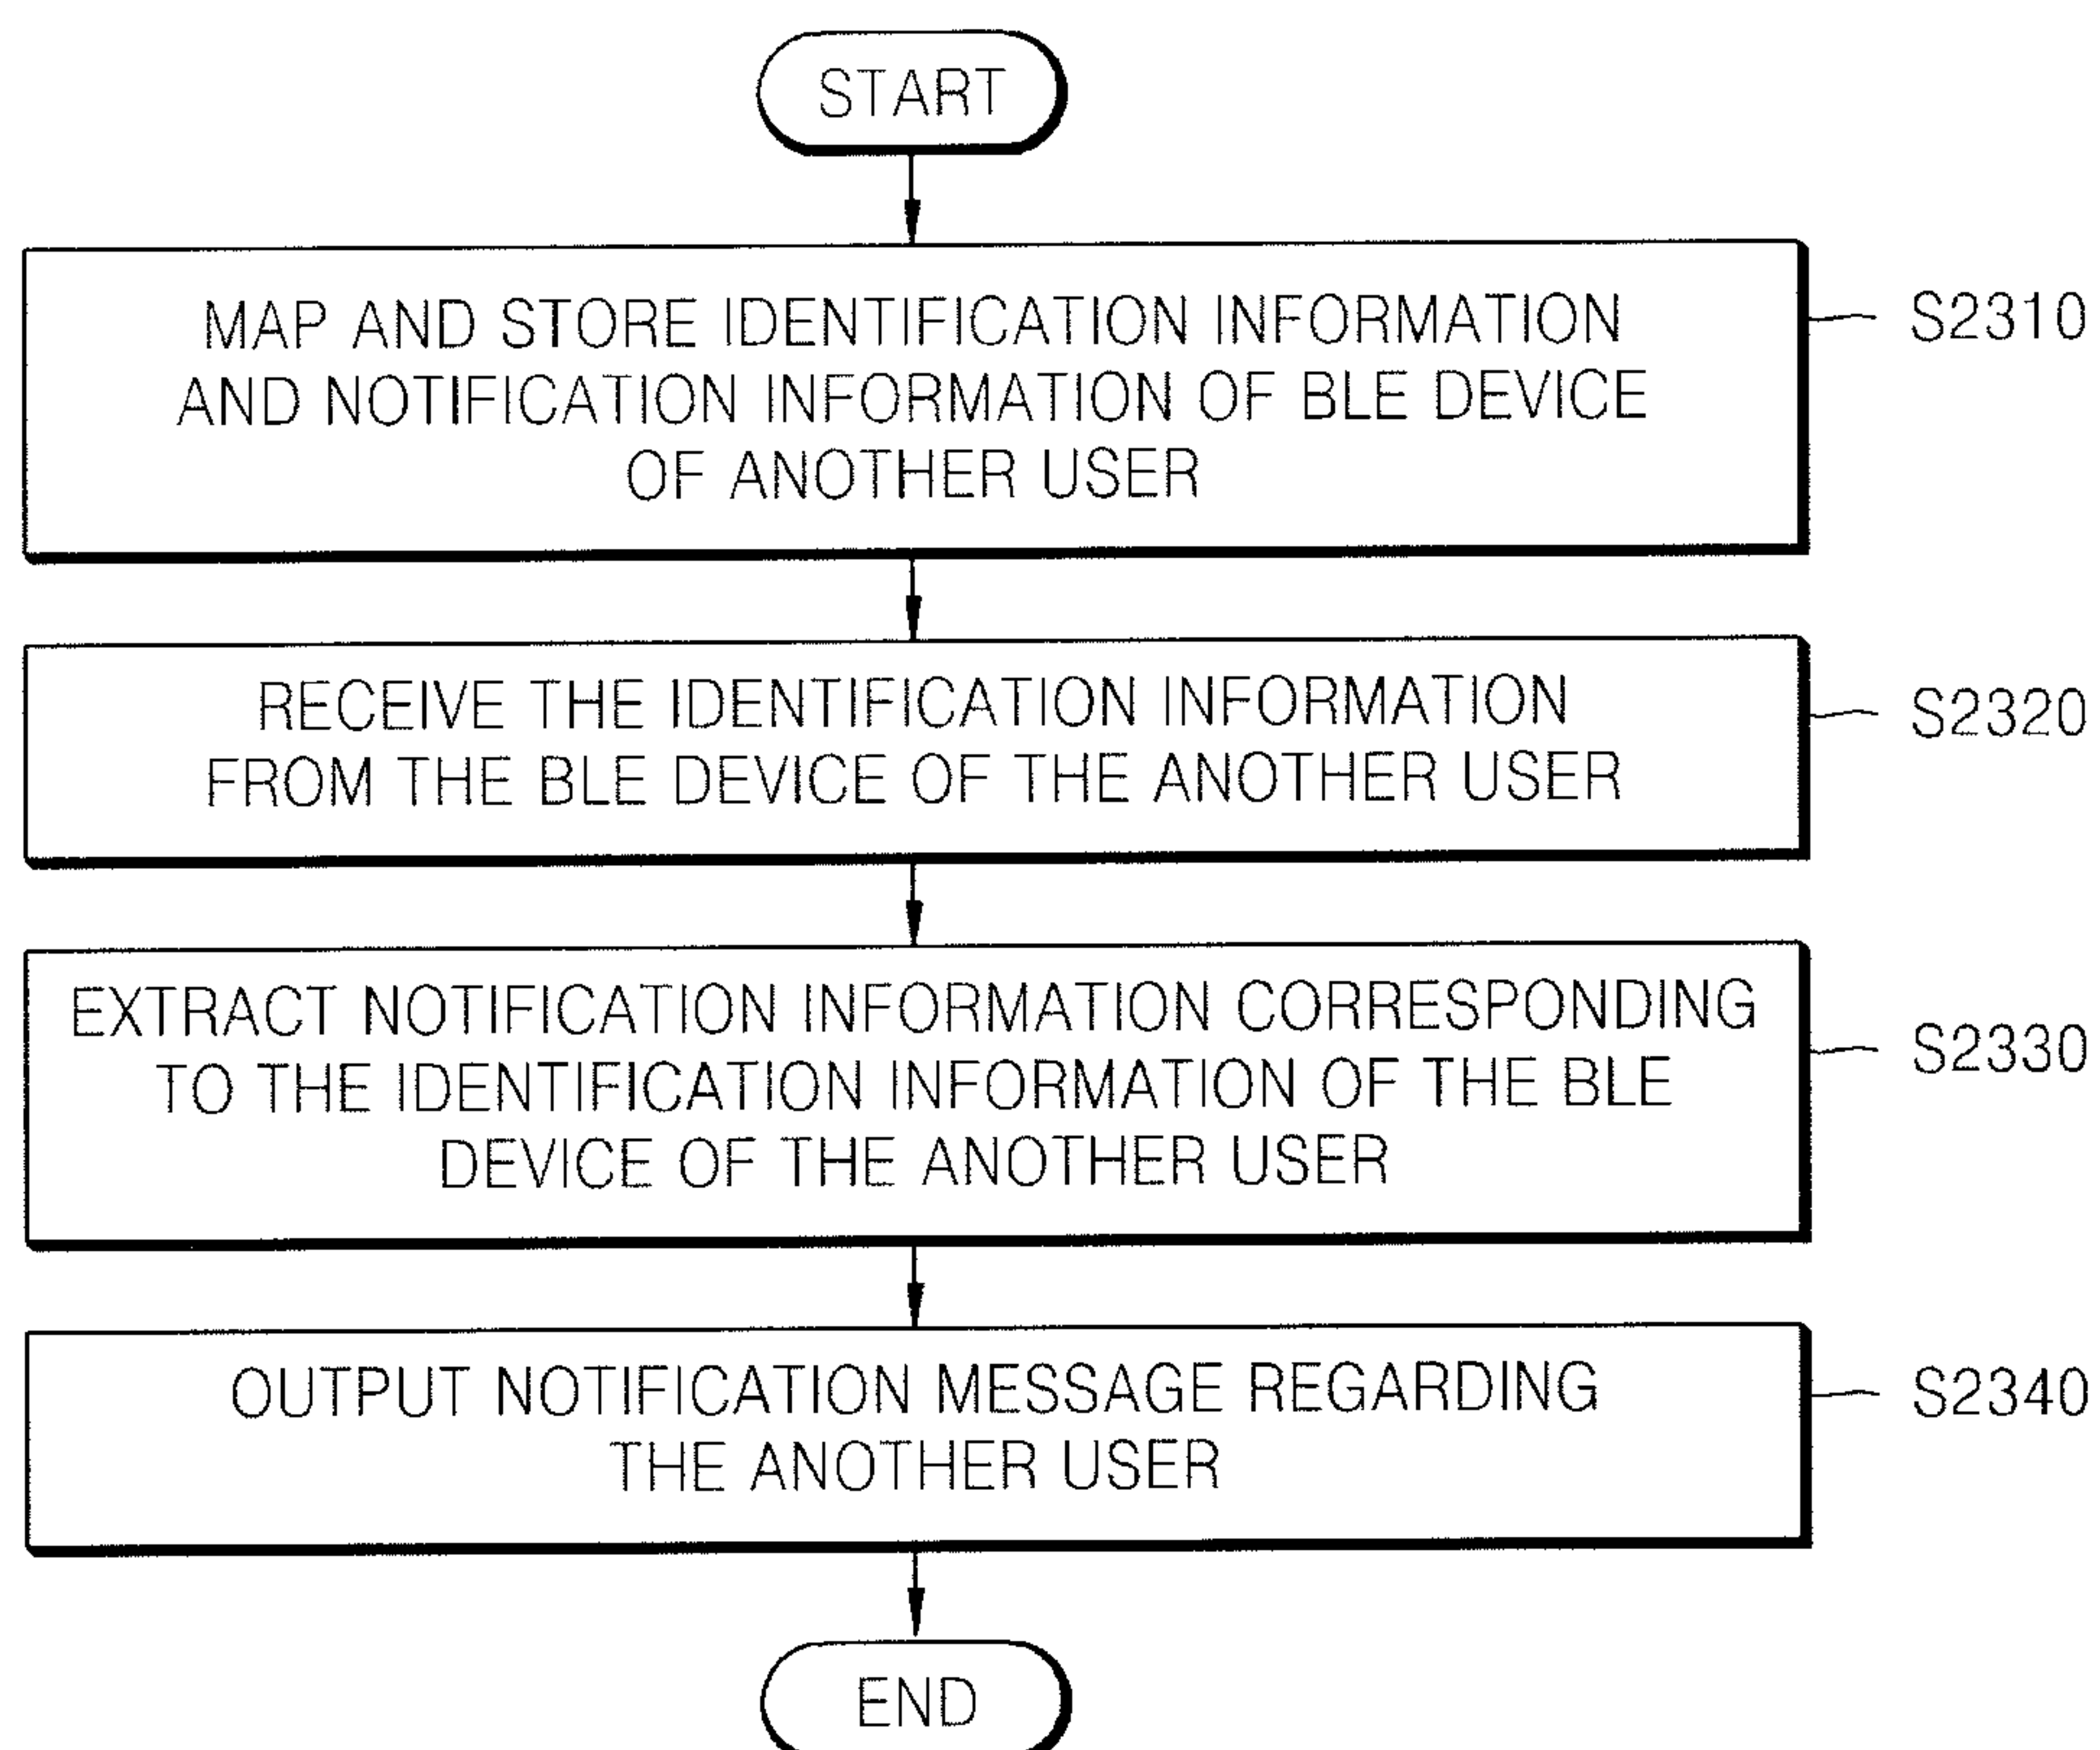 START
MAP AND STORE IDENTIFICATION INFORMATION
AND NOTIFICATION INFORMATION OF BLE DEVICE
OF ANOTHER USER
S2310
RECEIVE THE IDENTIFICATION INFORMATION
FROM THE BLE DEVICE OF THE ANOTHER USER
S2320
EXTRACT NOTIFICATION INFORMATION CORRESPONDING
TO THE IDENTIFICATION INFORMATION OF THE BLE
DEVICE OF THE ANOTHER USER
S2330
OUTPUT NOTIFICATION MESSAGE REGARDING
THE ANOTHER USER
S2340
END